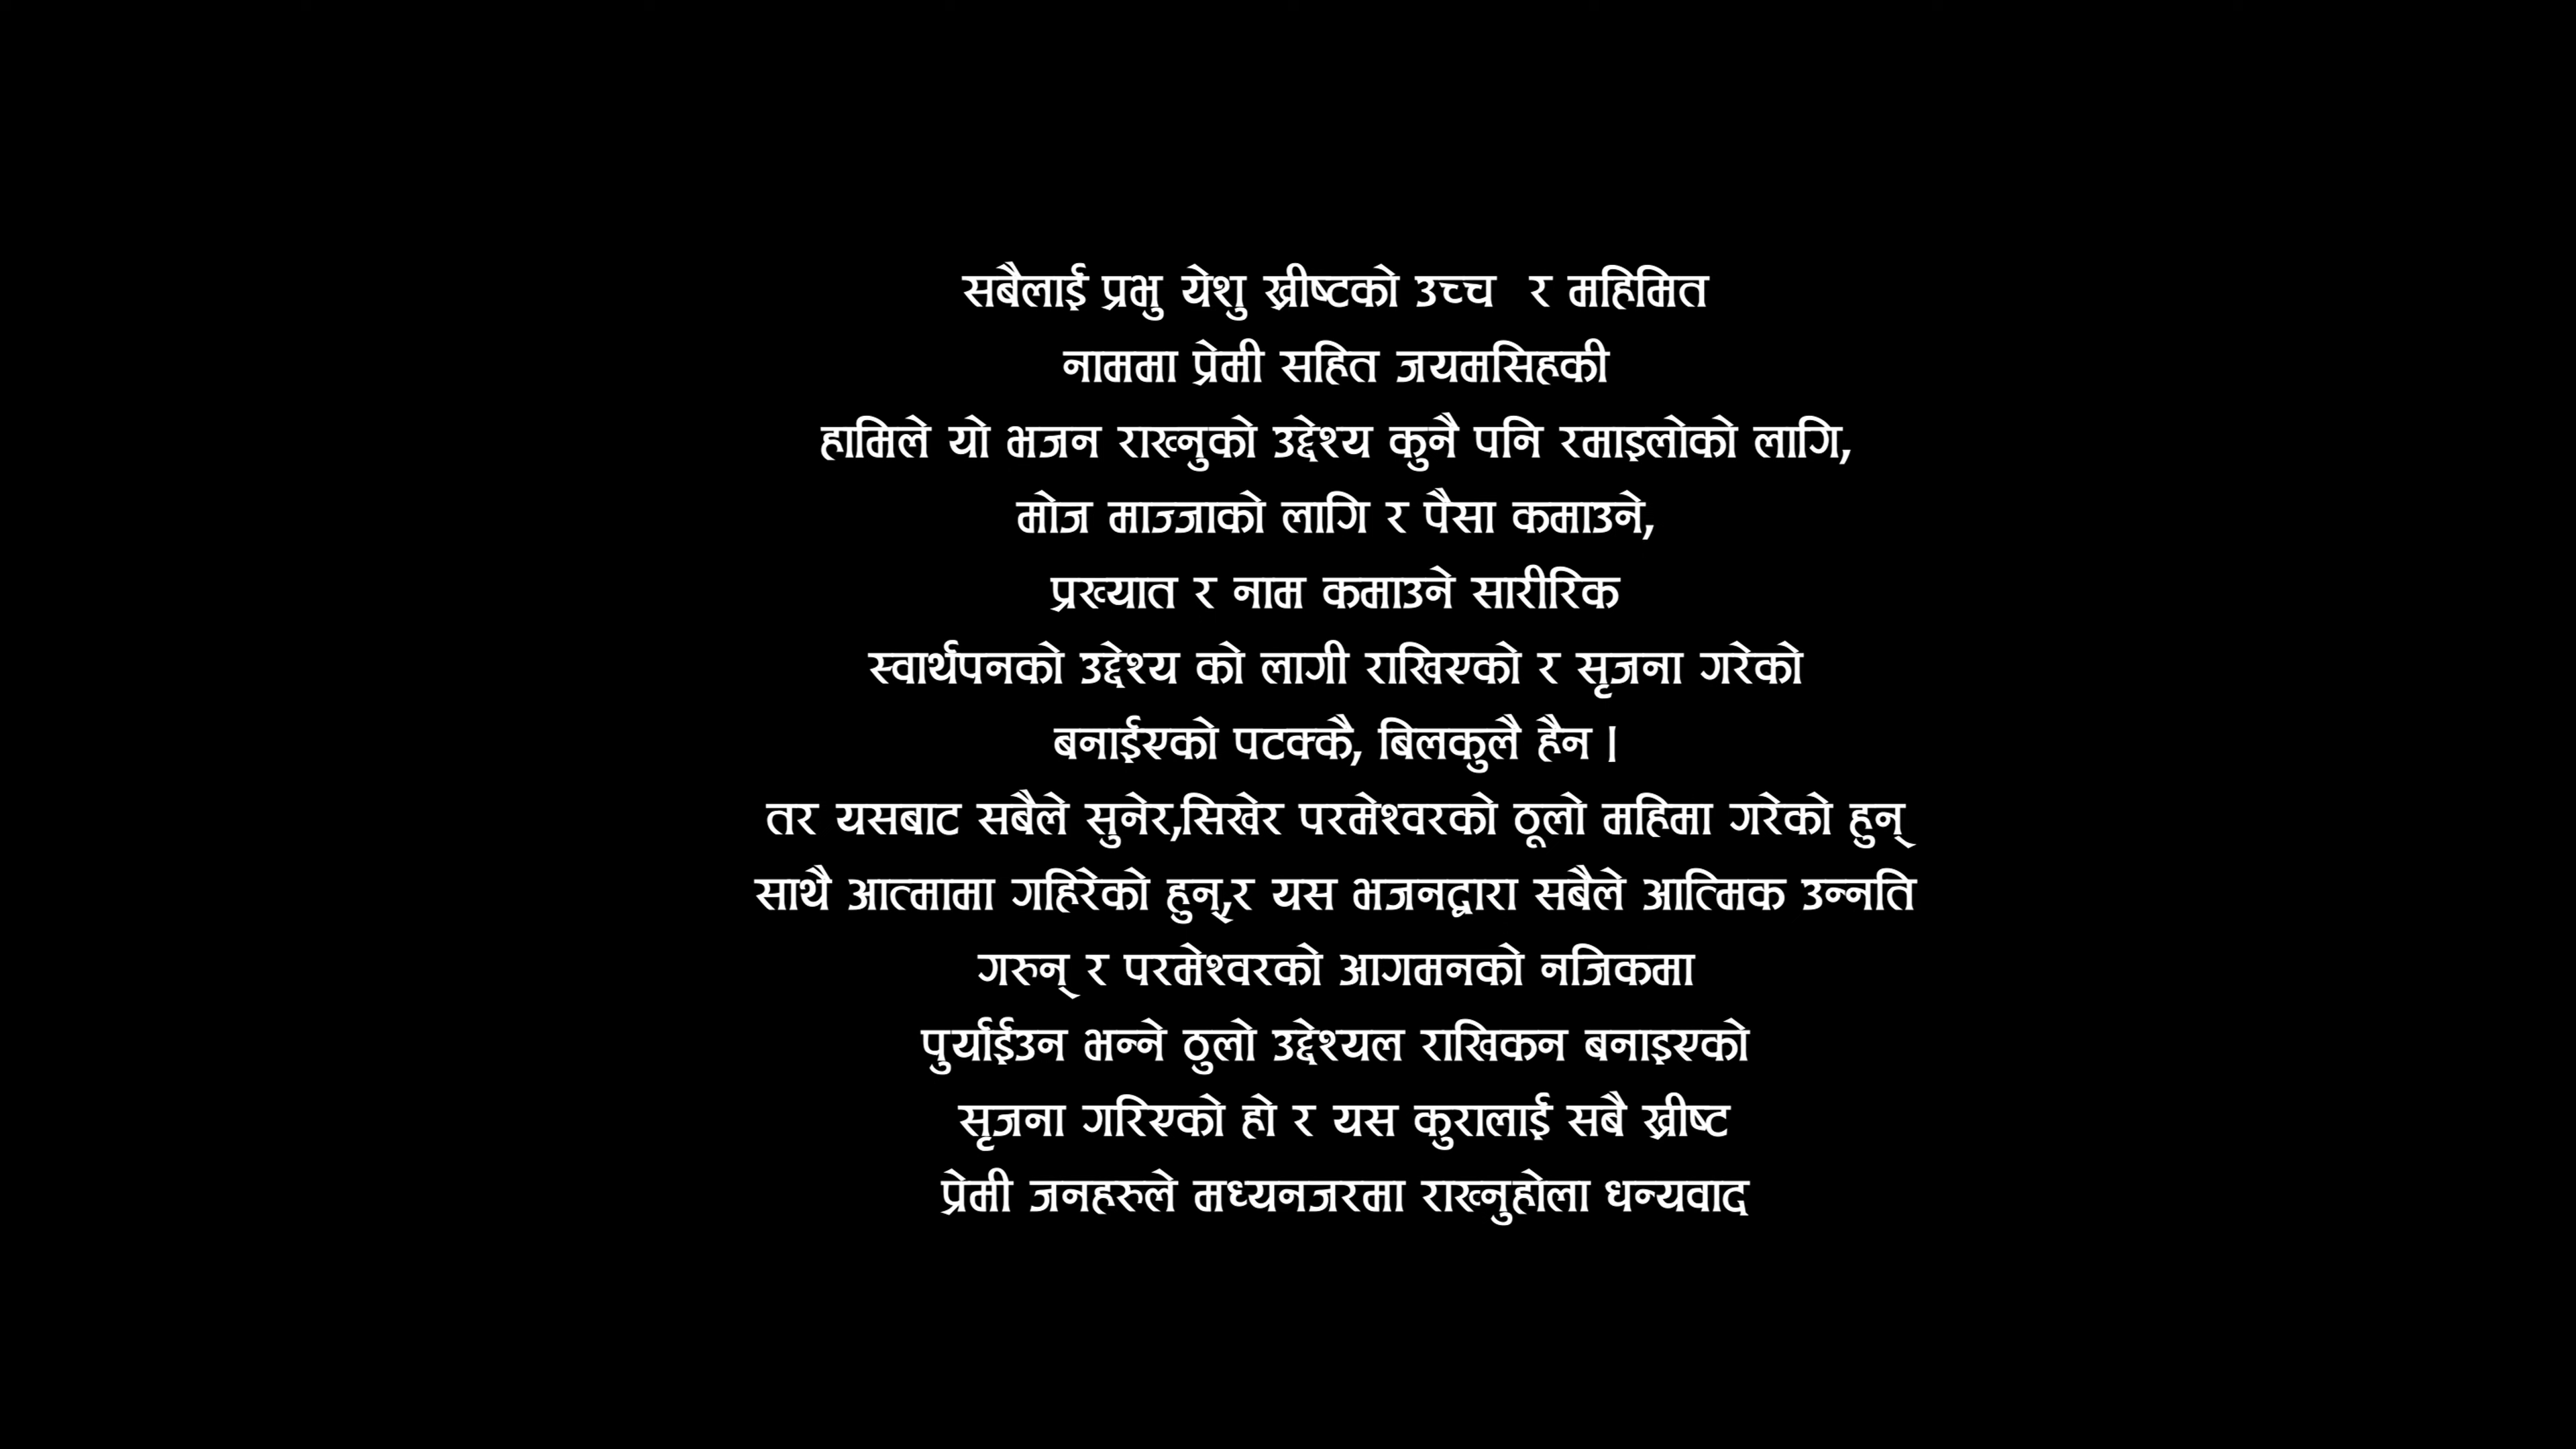 सबैलाई प्रभु येशु ख्रीष्टको उच्च  र महिमित
नाममा प्रेमी सहित जयमसिहकी
हामिले यो भजन राख्नुको उद्देश्य कुनै पनि रमाइलोको लागि,
मोज माज्जाको लागि र पैसा कमाउने,
प्रख्यात र नाम कमाउने सारीरिक
स्वार्थपनको उद्देश्य को लागी राखिएको र सृजना गरेको
बनाईएको पटक्कै, बिलकुलै हैन ।
तर यसबाट सबैले सुनेर,सिखेर परमेश्वरको ठूलो महिमा गरेको हुन्
साथै आत्मामा गहिरेको हुन्,र यस भजनद्वारा सबैले आत्मिक उन्नति
गरुन् र परमेश्वरको आगमनको नजिकमा
पुर्याईउन भन्ने ठुलो उद्देश्यल राखिकन बनाइएको
सृजना गरिएको हो र यस कुरालाई सबै ख्रीष्ट
प्रेमी जनहरुले मध्यनजरमा राख्नुहोला धन्यवाद